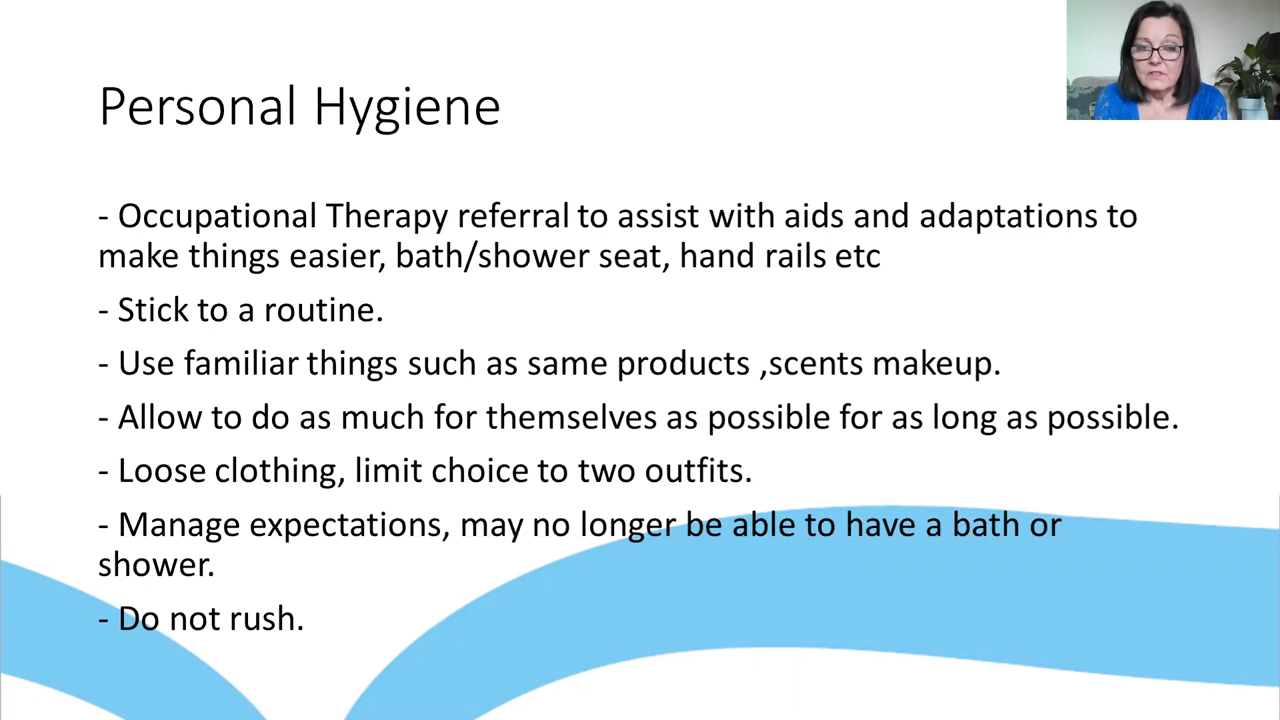 Personal Hygiene
- Occupational Therapy referral to assist with aids and adaptations to
make things easier, bath/shower seat, hand rails etc
- Stick to a routine.
- Use familiar things such as same products ,scents makeup.
- Allow to do as much for themselves as possible for as long as possible.
- Loose clothing, limit choice to two outfits.
- Manage expectations, may no longer be able to have a bath or
shower.
- Do not rush.